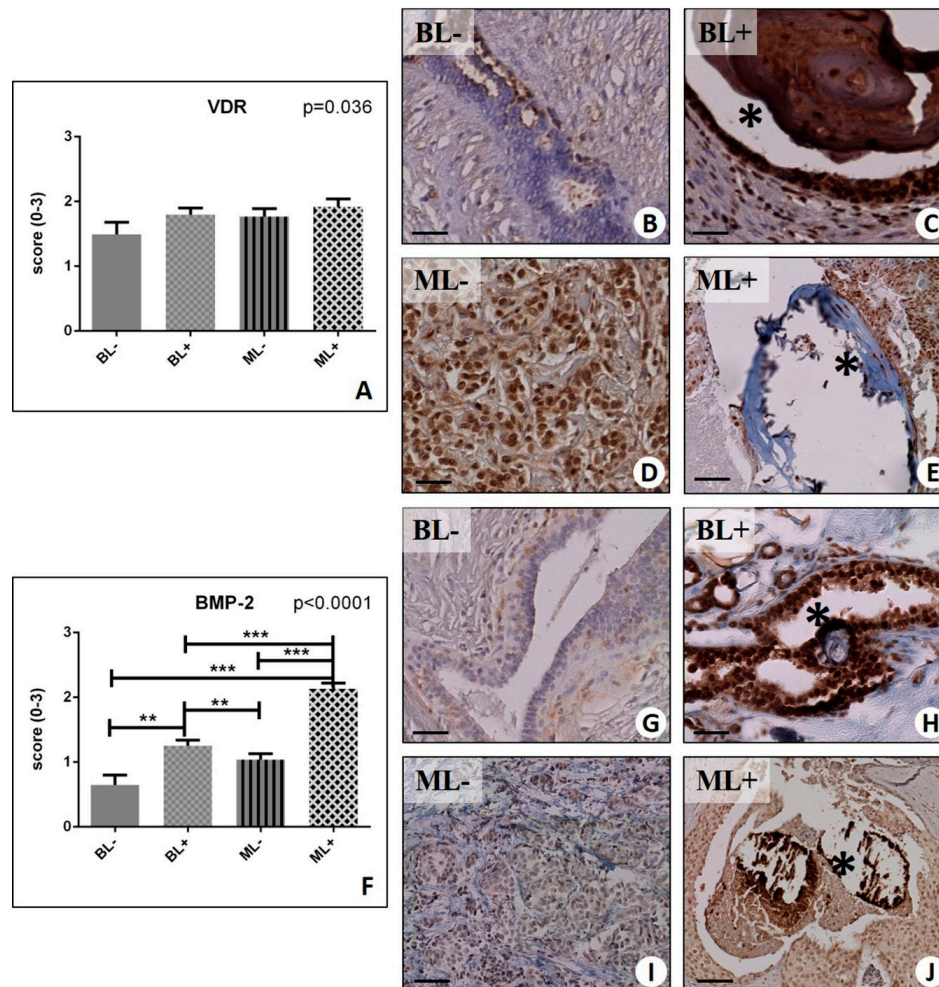 VDR p=0.036
3
2
1
0
score (0-3)
BL-
BL+
ML-
ML+
A
BL-
B
BL+
*
C
ML-
D
ML+
*
E
BMP-2 p<0.0001
***
***
***
** **
3
2
1
0
score (0-3)
BL-
BL+
ML-
ML+
F
BL-
G
BL+
*
H
ML-
I
ML+
*
J